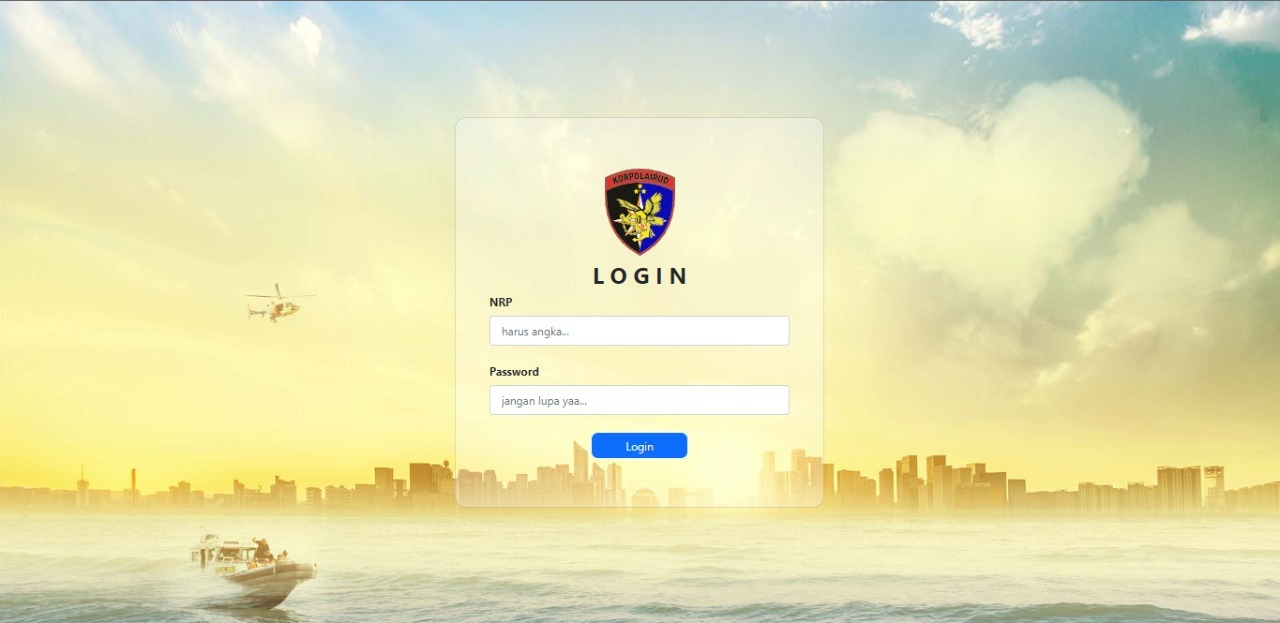 KORPOLAIRUD
LOGIN
NRP
harus angka...
Password
jangan lupa yaa...
Login